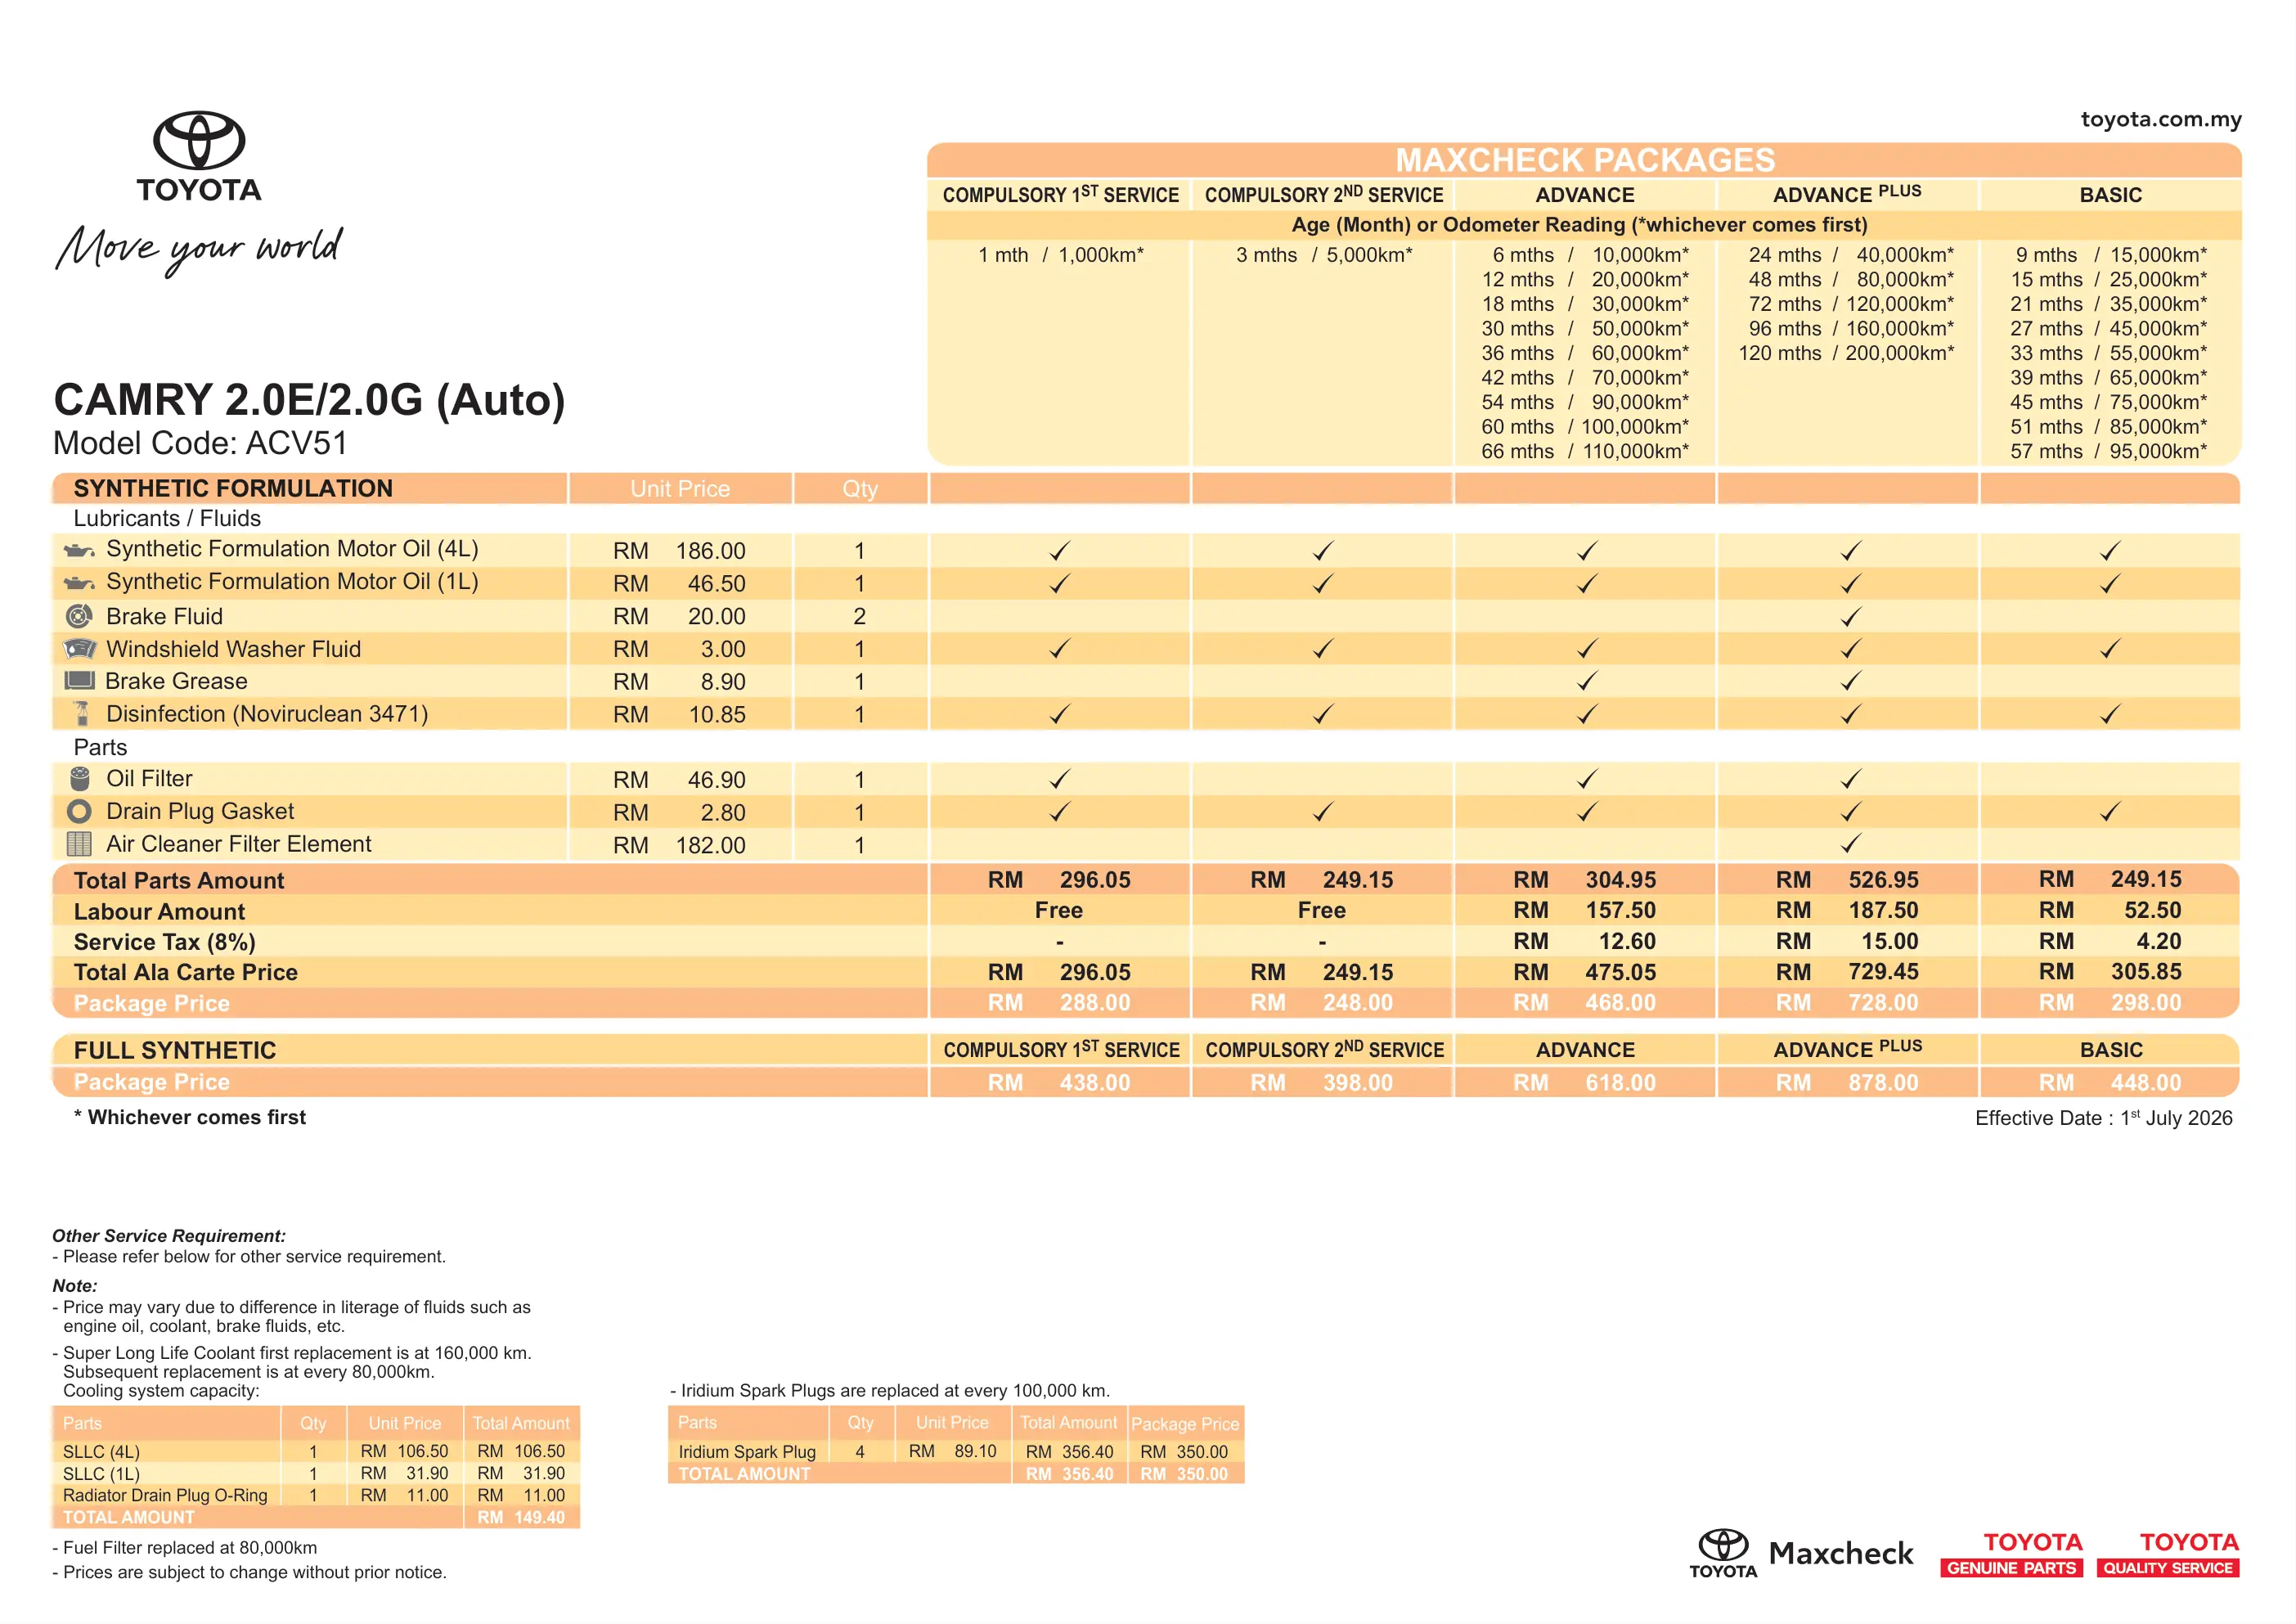 TOYOTA
Move your world
toyota.com.my
MAXCHECK PACKAGES
COMPULSORY 1ST SERVICE COMPULSORY 2ND SERVICE ADVANCE ADVANCE PLUS BASIC
Age (Month) or Odometer Reading (*whichever comes first)
1 mth / 1,000km* 3 mths / 5,000km* 6 mths / 10,000km* 24 mths / 40,000km* 9 mths / 15,000km*
12 mths / 20,000km* 48 mths / 80,000km* 15 mths / 25,000km*
18 mths / 30,000km* 72 mths / 120,000km* 21 mths / 35,000km*
30 mths / 50,000km* 96 mths / 160,000km* 27 mths / 45,000km*
36 mths / 60,000km* 120 mths / 200,000km* 33 mths / 55,000km*
42 mths / 70,000km* 39 mths / 65,000km*
54 mths / 90,000km* 45 mths / 75,000km*
60 mths / 100,000km* 51 mths / 85,000km*
66 mths / 110,000km* 57 mths / 95,000km*
CAMRY 2.0E/2.0G (Auto)
Model Code: ACV51
SYNTHETIC FORMULATION Unit Price Qty
Lubricants / Fluids
Synthetic Formulation Motor Oil (4L) RM 186.00 1 ✓ ✓ ✓ ✓ ✓
Synthetic Formulation Motor Oil (1L) RM 46.50 1 ✓ ✓ ✓ ✓ ✓
Brake Fluid RM 20.00 2 ✓
Windshield Washer Fluid RM 3.00 1 ✓ ✓ ✓ ✓ ✓
Brake Grease RM 8.90 1 ✓ ✓
Disinfection (Noviruclean 3471) RM 10.85 1 ✓ ✓ ✓ ✓ ✓
Parts
Oil Filter RM 46.90 1 ✓ ✓ ✓
Drain Plug Gasket RM 2.80 1 ✓ ✓ ✓ ✓ ✓
Air Cleaner Filter Element RM 182.00 1 ✓
Total Parts Amount RM 296.05 RM 249.15 RM 304.95 RM 526.95 RM 249.15
Labour Amount Free Free RM 157.50 RM 187.50 RM 52.50
Service Tax (8%) - - RM 12.60 RM 15.00 RM 4.20
Total Ala Carte Price RM 296.05 RM 249.15 RM 475.05 RM 729.45 RM 305.85
Package Price RM 288.00 RM 248.00 RM 468.00 RM 728.00 RM 298.00
FULL SYNTHETIC COMPULSORY 1ST SERVICE COMPULSORY 2ND SERVICE ADVANCE ADVANCE PLUS BASIC
Package Price RM 438.00 RM 398.00 RM 618.00 RM 878.00 RM 448.00
* Whichever comes first
Effective Date : 1st July 2026
Other Service Requirement:
- Please refer below for other service requirement.
Note:
- Price may vary due to difference in literage of fluids such as
engine oil, coolant, brake fluids, etc.
- Super Long Life Coolant first replacement is at 160,000 km.
Subsequent replacement is at every 80,000km.
Cooling system capacity:
Parts Qty Unit Price Total Amount
SLLC (4L) 1 RM 106.50 RM 106.50
SLLC (1L) 1 RM 31.90 RM 31.90
Radiator Drain Plug O-Ring 1 RM 11.00 RM 11.00
TOTAL AMOUNT RM 149.40
- Fuel Filter replaced at 80,000km
- Prices are subject to change without prior notice.
- Iridium Spark Plugs are replaced at every 100,000 km.
Parts Qty Unit Price Total Amount Package Price
Iridium Spark Plug 4 RM 89.10 RM 356.40 RM 350.00
TOTAL AMOUNT RM 356.40 RM 350.00
TOYOTA Maxcheck
TOYOTA
GENUINE PARTS
TOYOTA
QUALITY SERVICE